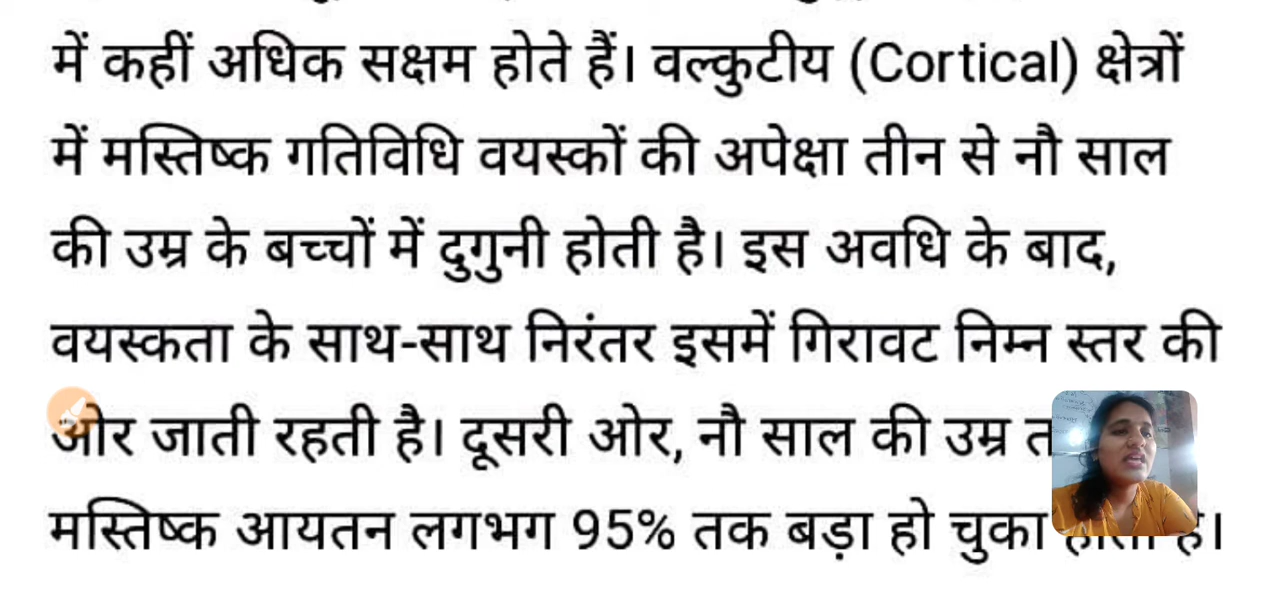 में कहीं अधिक सक्षम होते हैं। वल्कुटीय (Cortical) क्षेत्रों
में मस्तिष्क गतिविधि वयस्कों की अपेक्षा तीन से नौ साल
की उम्र के बच्चों में दुगुनी होती है। इस अवधि के बाद,
वयस्कता के साथ-साथ निरंतर इसमें गिरावट निम्न स्तर की
ओर जाती रहती है। दूसरी ओर, नौ साल की उम्र
मस्तिष्क आयतन लगभग 95% तक बड़ा हो चुका होता है।